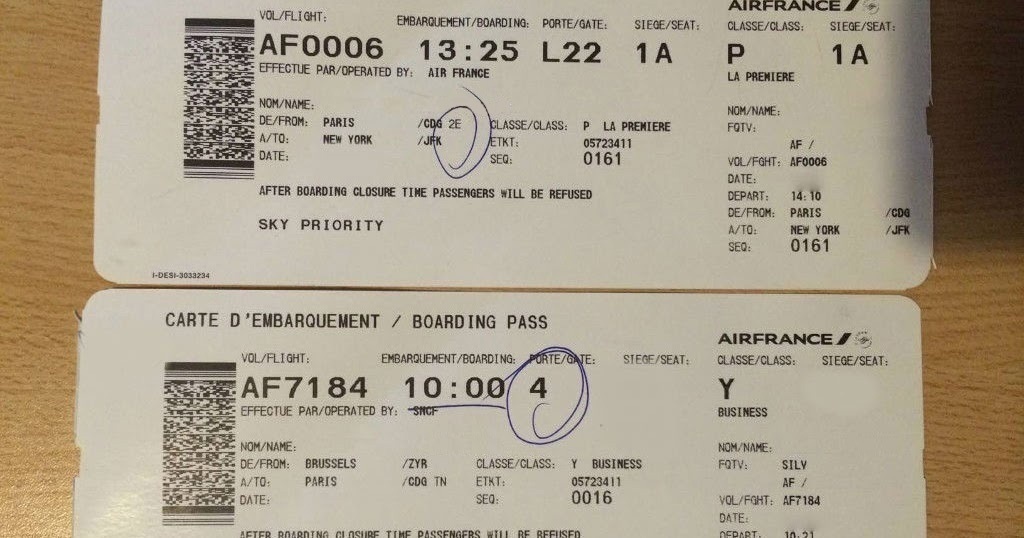 AIRFRANCE
VOL/FLIGHT: EMBARQUEMENT/BOARDING: PORTE/GATE: SIEGE/SEAT: CLASSE/CLASS: SIEGE/SEAT:
AF0006 13:25 L22 1A P 1A
EFFECTUE PAR/OPERATED BY: AIR FRANCE LA PREMIERE
NOM/NAME: NOM/NAME:
DE/FROM: PARIS /CDG 2E CLASSE/CLASS: P LA PREMIERE FQTV:
A/TO: NEW YORK /JFK ETKT: 05723411 AF /
DATE: SEQ: 0161 VOL/FGHT: AF0006
DATE:
AFTER BOARDING CLOSURE TIME PASSENGERS WILL BE REFUSED DEPART: 14:10
DE/FROM: PARIS /CDG
SKY PRIORITY A/TO: NEW YORK /JFK
SEQ: 0161
I-DESI-3033234
CARTE D'EMBARQUEMENT / BOARDING PASS
AIRFRANCE
VOL/FLIGHT: EMBARQUEMENT/BOARDING: PORTE/GATE: SIEGE/SEAT: CLASSE/CLASS: SIEGE/SEAT:
AF7184 10:00 4 Y
EFFECTUE PAR/OPERATED BY: SNCF BUSINESS
NOM/NAME: NOM/NAME:
DE/FROM: BRUSSELS /ZYR CLASSE/CLASS: Y BUSINESS FQTV: SILV
A/TO: PARIS /CDG TN ETKT: 05723411 AF /
DATE: SEQ: 0016 VOL/FGHT: AF7184
DATE:
AFTER BOARDING CLOSURE TIME PASSENGERS WILL BE REFUSED DEPART: 10:21